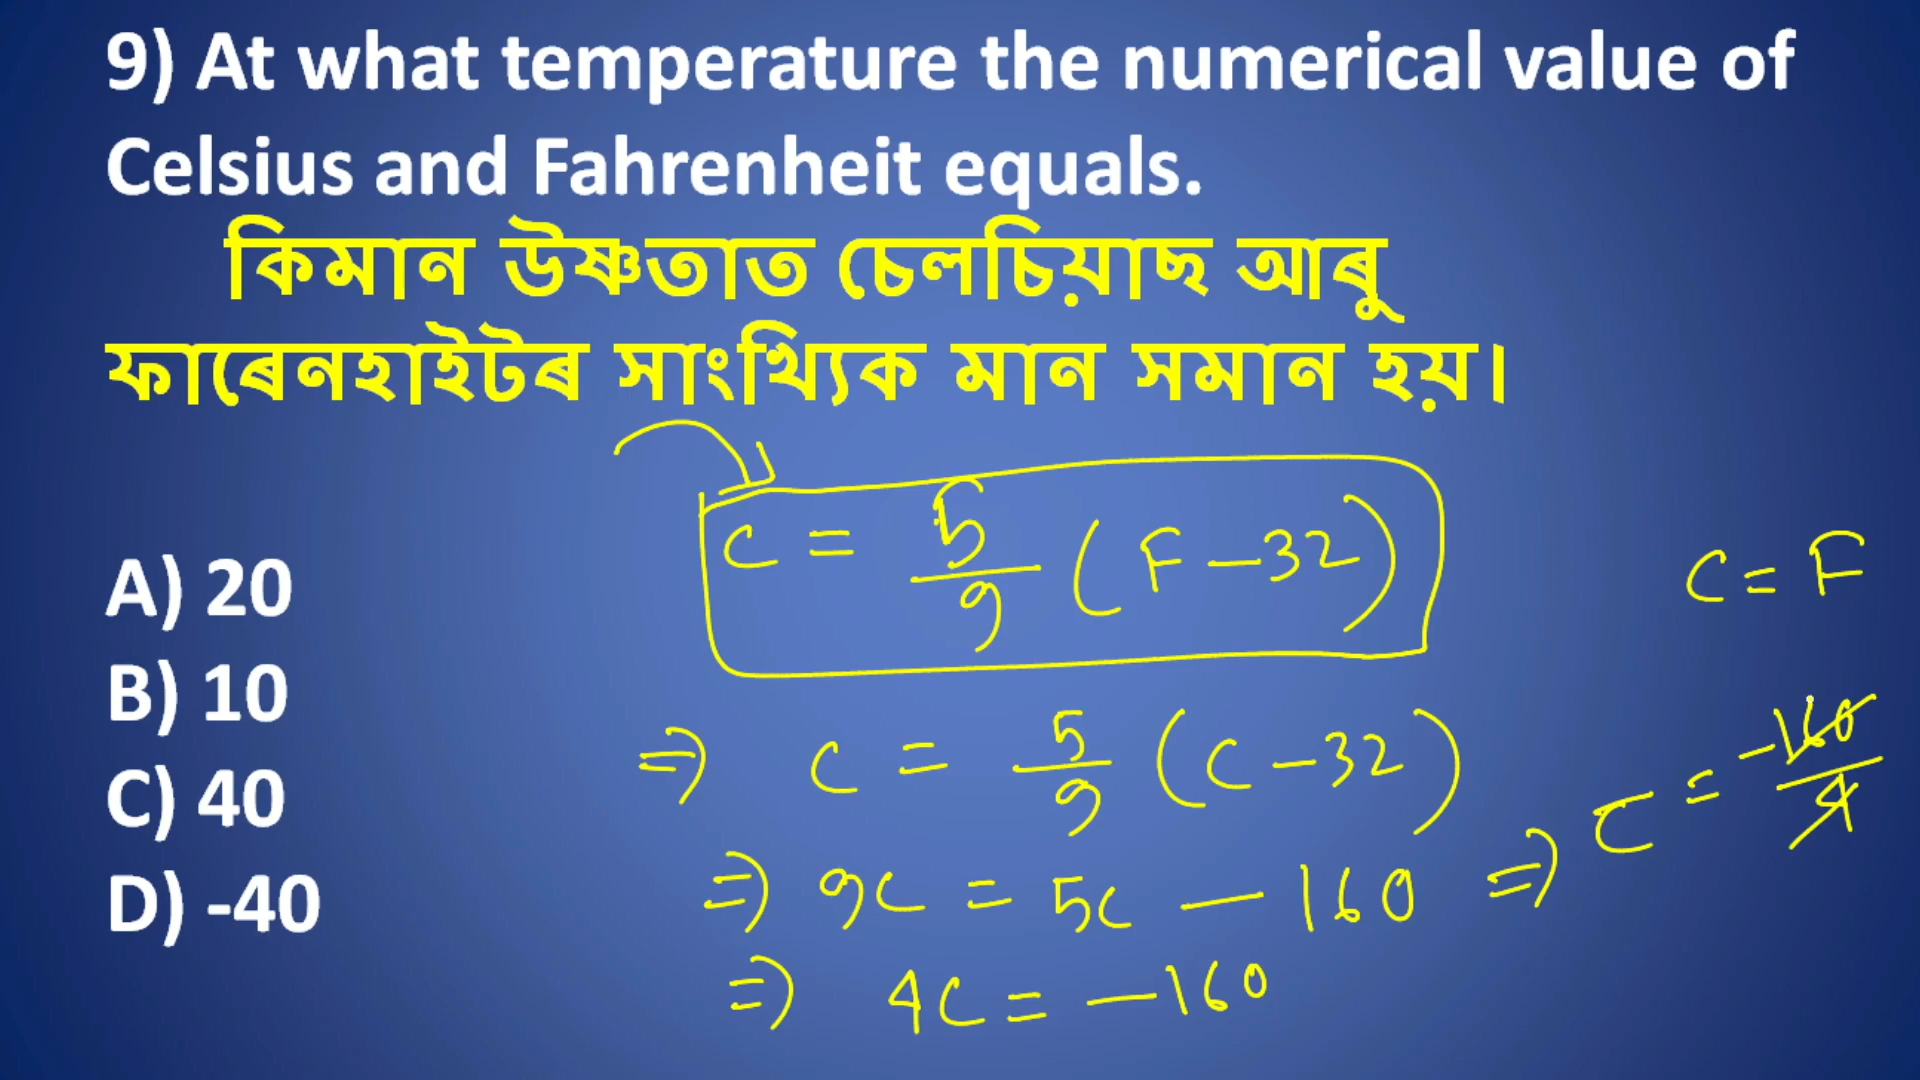 9) At what temperature the numerical value of
Celsius and Fahrenheit equals.
কিমান উষ্ণতাত চেলচিয়াছ আৰু
ফাৰেনহাইটৰ সাংখ্যিক মান সমান হয়।
A) 20
B) 10
C) 40
D) -40
C = 5/9 (F - 32)
C = F
⇒ C = 5/9 (C - 32)
⇒ 9C = 5C - 160
⇒ 4C = -160
⇒ C = -160/4